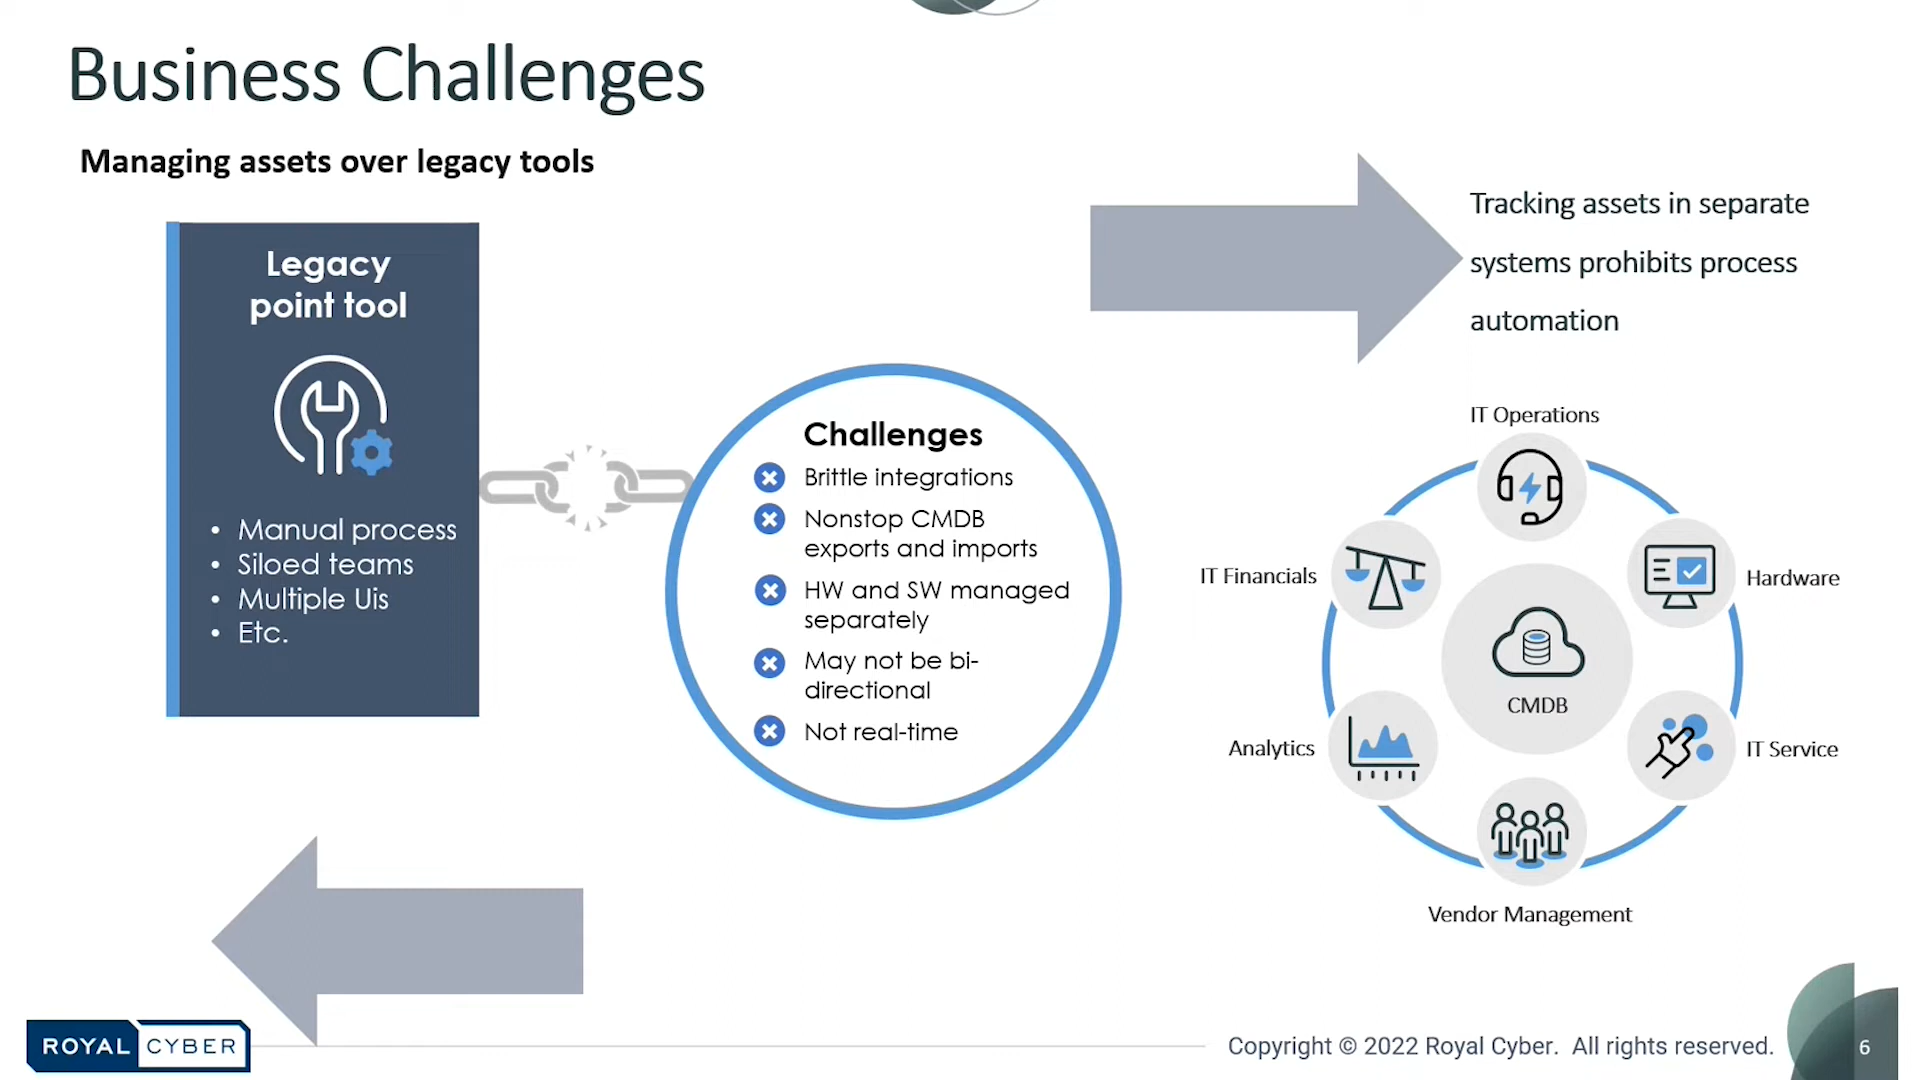 Business Challenges
Managing assets over legacy tools
Legacy
point tool
• Manual process
• Siloed teams
• Multiple Uis
• Etc.
Challenges
Brittle integrations
Nonstop CMDB
exports and imports
HW and SW managed
separately
May not be bi-
directional
Not real-time
Tracking assets in separate
systems prohibits process
automation
IT Operations
IT Financials
Hardware
CMDB
Analytics
IT Service
Vendor Management
ROYAL CYBER
Copyright © 2022 Royal Cyber.  All rights reserved.
6